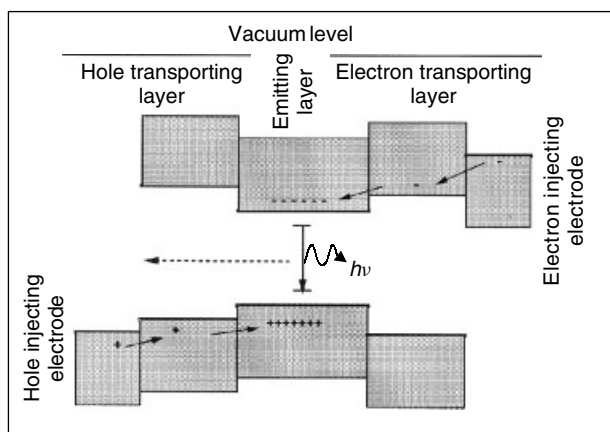 Vacuum level
Hole transporting
layer
Emitting
layer
Electron transporting
layer
Electron injecting
electrode
hν
Hole injecting
electrode